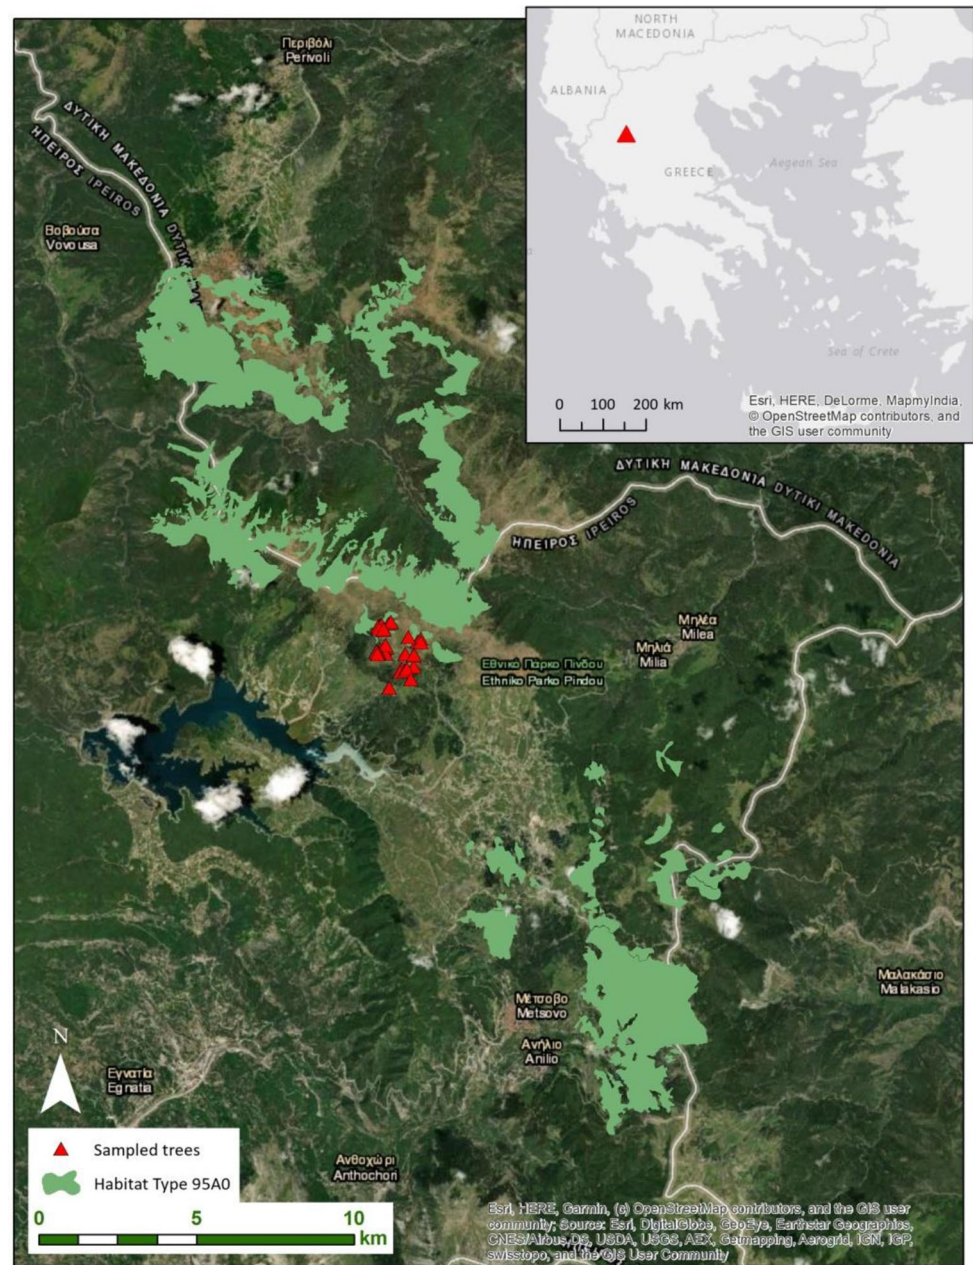 Περιβόλι
Perivoli
ΔΥΤΙΚΗ ΜΑΚΕΔΟΝΙΑ DYTIKI
ΗΠΕΙΡΟΣ IPEIROS
Βοβούσα
Vovousa
NORTH
MACEDONIA
ALBANIA
GREECE
Aegean Sea
Sea of Crete
0 100 200 km
Esri, HERE, DeLorme, MapmyIndia,
© OpenStreetMap contributors, and
the GIS user community
ΔΥΤΙΚΗ ΜΑΚΕΔΟΝΙΑ DYTIKI MAKEDONIA
ΗΠΕΙΡΟΣ IPEIROS
Μηλέα
Milea
Μηλιά
Milia
Εθνικό Πάρκο Πίνδου
Ethniko Parko Pindou
Μαλακάσιο
Malakasio
Μέτσοβο
Metsovo
Ανήλιο
Anilio
N
Εγνατία
Egnatia
Ανθοχώρι
Anthochori
Sampled trees
Habitat Type 95A0
0 5 10
km
Esri, HERE, Garmin, (c) OpenStreetMap contributors, and the GIS user
community; Source: Esri, DigitalGlobe, GeoEye, Earthstar Geographics,
CNES/Airbus DS, USDA, USGS, AEX, Getmapping, Aerogrid, IGN, IGP,
swisstopo, and the GIS User Community